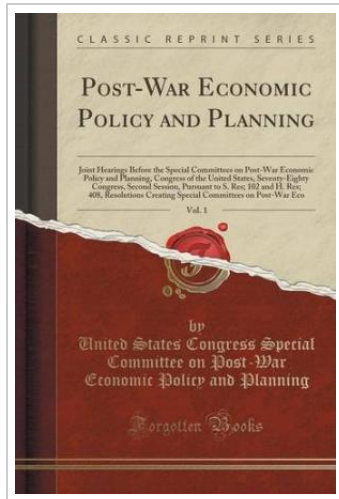 CLASSIC REPRINT SERIES
POST-WAR ECONOMIC
POLICY AND PLANNING
Joint Hearings Before the Special Committees on Post-War Economic
Policy and Planning, Congress of the United States, Seventy-Eighty
Congress, Second Session, Pursuant to S. Res; 102 and H. Res;
408, Resolutions Creating Special Committees on Post-War Eco
Vol. 1
by
United States Congress Special
Committee on Post-War
Economic Policy and Planning
Forgotten Books